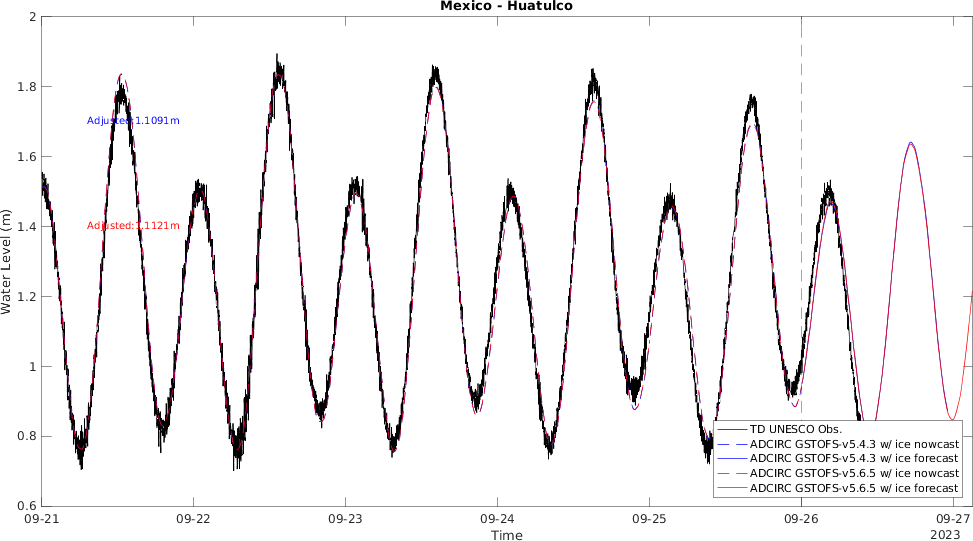 Mexico - Huatulco
2
1.8
1.6
1.4
1.2
1
0.8
0.6
Water Level (m)
Adjusted:1.1091m
Adjusted:1.1121m
TD UNESCO Obs.
ADCIRC GSTOFS-v5.4.3 w/ ice nowcast
ADCIRC GSTOFS-v5.4.3 w/ ice forecast
ADCIRC GSTOFS-v5.6.5 w/ ice nowcast
ADCIRC GSTOFS-v5.6.5 w/ ice forecast
09-21 09-22 09-23 09-24 09-25 09-26 09-27
Time
2023